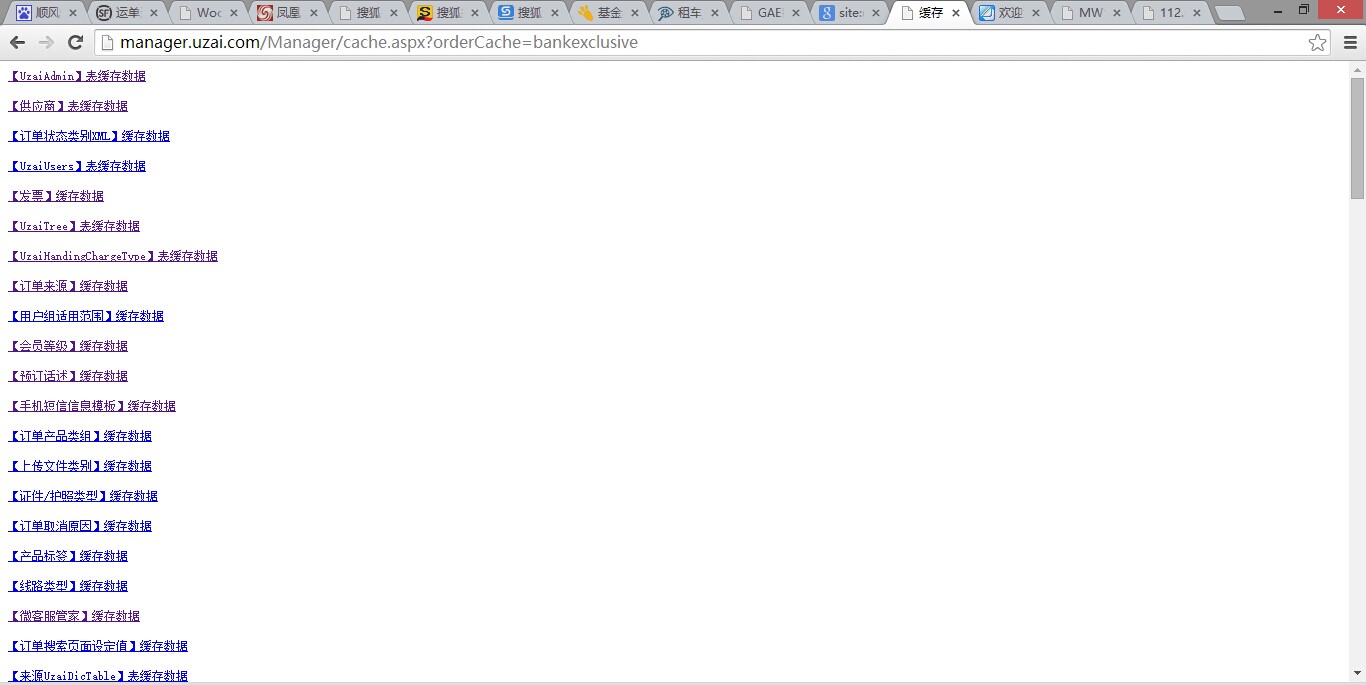 顺风 运单 Woo 凤凰 搜狐 搜狐 搜狐 基金 租车 GAE site: 缓存 欢迎 MW 112.
manager.uzai.com/Manager/cache.aspx?orderCache=bankexclusive
【UzaiAdmin】表缓存数据
【供应商】表缓存数据
【订单状态类别XML】缓存数据
【UzaiUsers】表缓存数据
【发票】缓存数据
【UzaiTree】表缓存数据
【UzaiHandingChargeType】表缓存数据
【订单来源】缓存数据
【用户组适用范围】缓存数据
【会员等级】缓存数据
【预订话述】缓存数据
【手机短信信息模板】缓存数据
【订单产品类组】缓存数据
【上传文件类别】缓存数据
【证件/护照类型】缓存数据
【订单取消原因】缓存数据
【产品标签】缓存数据
【线路类型】缓存数据
【微客服管家】缓存数据
【订单搜索页面设定值】缓存数据
【来源UzaiDicTable】表缓存数据